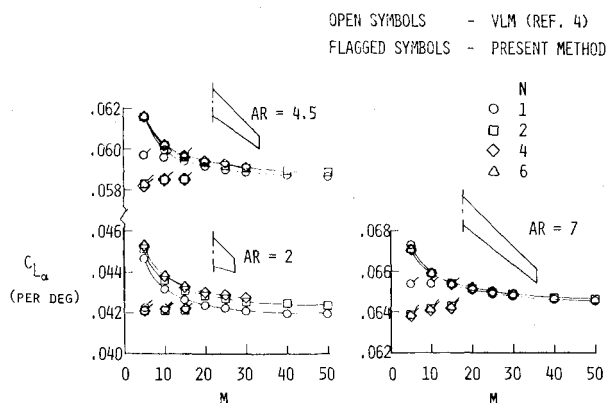 OPEN SYMBOLS - VLM (REF. 4)
FLAGGED SYMBOLS - PRESENT METHOD
N
1
2
4
6
.062
.060
.058
AR = 4.5
.046
.044
.042
.040
AR = 2
C_Lα
(PER DEG)
0 10 20 30 40 50
M
.068
.066
.064
.062
AR = 7
0 10 20 30 40 50
M